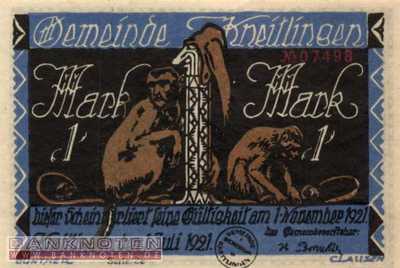 Gemeinde Kneitlingen
№ 07498
Mark Mark
1 1
dieser Schein verliert seine Gültigkeit am 1. November 1921.
Juli 1921.
der Gemeindevorsteher:
BANKNOTEN
CLAUSEN